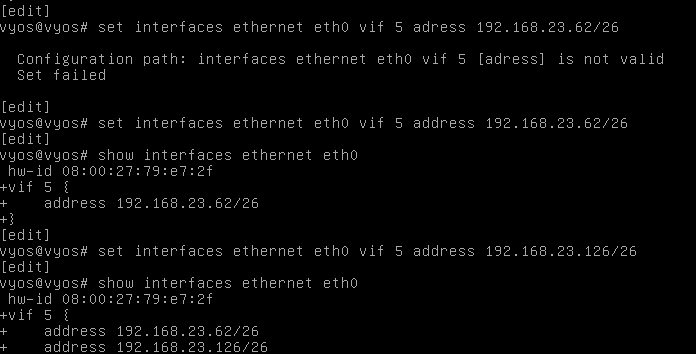 [edit]
vyos@vyos# set interfaces ethernet eth0 vif 5 adress 192.168.23.62/26
Configuration path: interfaces ethernet eth0 vif 5 [adress] is not valid
Set failed
[edit]
vyos@vyos# set interfaces ethernet eth0 vif 5 address 192.168.23.62/26
[edit]
vyos@vyos# show interfaces ethernet eth0
hw-id 08:00:27:79:e7:2f
+vif 5 {
+    address 192.168.23.62/26
+}
[edit]
vyos@vyos# set interfaces ethernet eth0 vif 5 address 192.168.23.126/26
[edit]
vyos@vyos# show interfaces ethernet eth0
hw-id 08:00:27:79:e7:2f
+vif 5 {
+    address 192.168.23.62/26
+    address 192.168.23.126/26